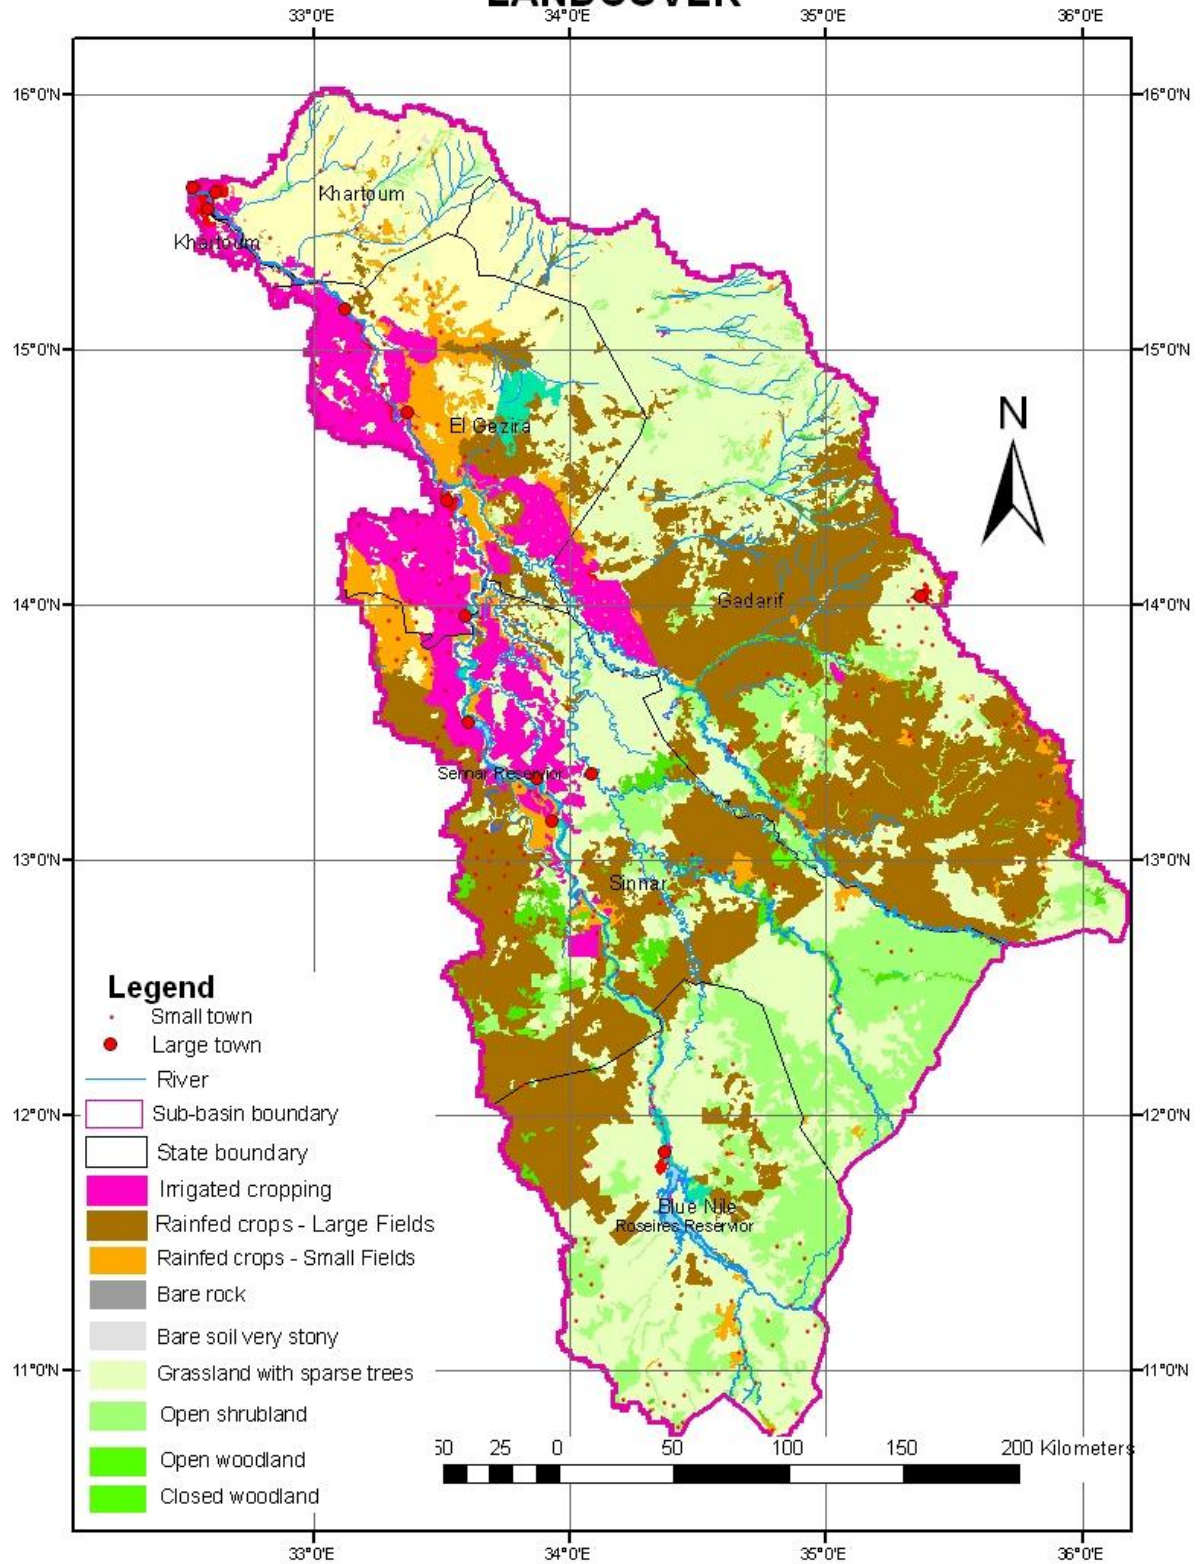 LANDCOVER
33°0'E 34°0'E 35°0'E 36°0'E
16°0'N 16°0'N
Khartoum
Khartoum
15°0'N 15°0'N
N
El Gezira
14°0'N 14°0'N
Gadarif
Sennar Reservior
13°0'N 13°0'N
Sinnar
Legend
Small town
Large town
River
Sub-basin boundary
State boundary
Irrigated cropping
Rainfed crops - Large Fields
Rainfed crops - Small Fields
Bare rock
Bare soil very stony
Grassland with sparse trees
Open shrubland
Open woodland
Closed woodland
12°0'N 12°0'N
Blue Nile
Roseires Reservior
11°0'N 11°0'N
50 25 0 50 100 150 200 Kilometers
33°0'E 34°0'E 35°0'E 36°0'E